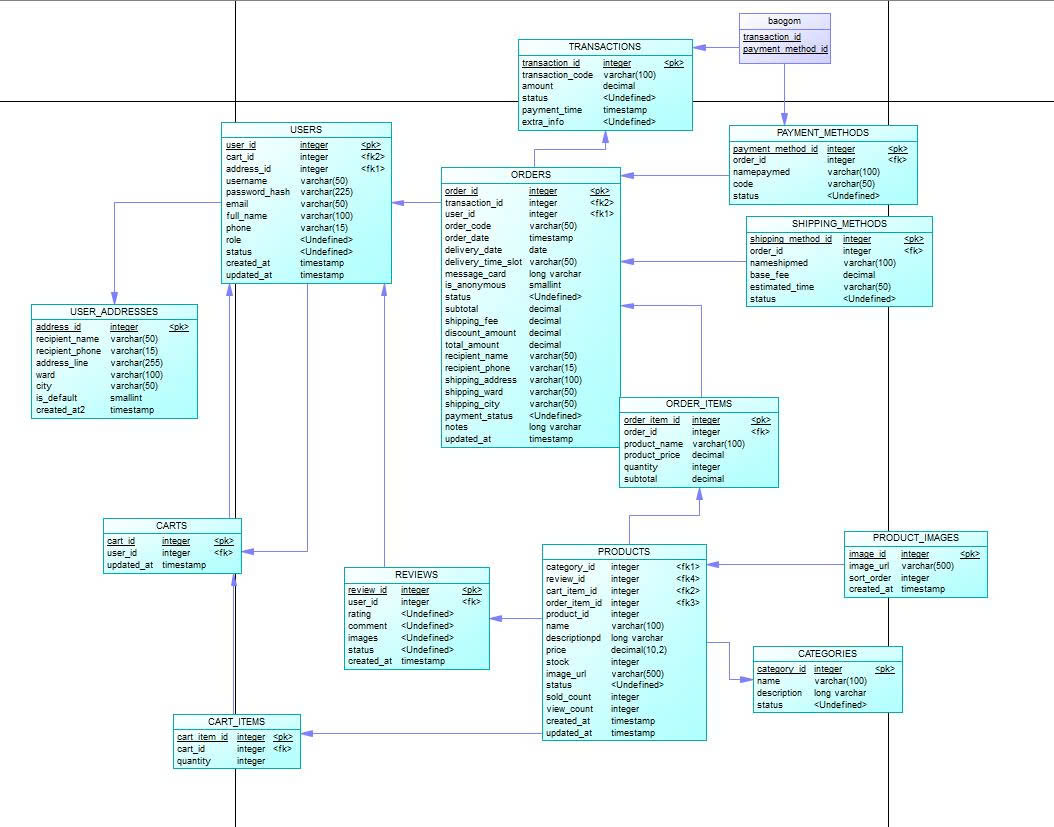 baogom
transaction_id
payment_method_id
TRANSACTIONS
transaction_id integer <pk>
transaction_code varchar(100)
amount decimal
status <Undefined>
payment_time timestamp
extra_info <Undefined>
USERS
user_id integer <pk>
cart_id integer <fk2>
address_id integer <fk1>
username varchar(50)
password_hash varchar(225)
email varchar(50)
full_name varchar(100)
phone varchar(15)
role <Undefined>
status <Undefined>
created_at timestamp
updated_at timestamp
PAYMENT_METHODS
payment_method_id integer <pk>
order_id integer <fk>
namepaymed varchar(100)
code varchar(50)
status <Undefined>
ORDERS
order_id integer <pk>
transaction_id integer <fk2>
user_id integer <fk1>
order_code varchar(50)
order_date timestamp
delivery_date date
delivery_time_slot varchar(50)
message_card long varchar
is_anonymous smallint
status <Undefined>
subtotal decimal
shipping_fee decimal
discount_amount decimal
total_amount decimal
recipient_name varchar(50)
recipient_phone varchar(15)
shipping_address varchar(100)
shipping_ward varchar(50)
shipping_city varchar(50)
payment_status <Undefined>
notes long varchar
updated_at timestamp
SHIPPING_METHODS
shipping_method_id integer <pk>
order_id integer <fk>
nameshipmed varchar(100)
base_fee decimal
estimated_time varchar(50)
status <Undefined>
USER_ADDRESSES
address_id integer <pk>
recipient_name varchar(50)
recipient_phone varchar(15)
address_line varchar(255)
ward varchar(100)
city varchar(50)
is_default smallint
created_at2 timestamp
ORDER_ITEMS
order_item_id integer <pk>
order_id integer <fk>
product_name varchar(100)
product_price decimal
quantity integer
subtotal decimal
CARTS
cart_id integer <pk>
user_id integer <fk>
updated_at timestamp
PRODUCT_IMAGES
image_id integer <pk>
image_url varchar(500)
sort_order integer
created_at timestamp
PRODUCTS
category_id integer <fk1>
review_id integer <fk4>
cart_item_id integer <fk2>
order_item_id integer <fk3>
product_id integer
name varchar(100)
descriptionpd long varchar
price decimal(10,2)
stock integer
image_url varchar(500)
status <Undefined>
sold_count integer
view_count integer
created_at timestamp
updated_at timestamp
REVIEWS
review_id integer <pk>
user_id integer <fk>
rating <Undefined>
comment <Undefined>
images <Undefined>
status <Undefined>
created_at timestamp
CATEGORIES
category_id integer <pk>
name varchar(100)
description long varchar
status <Undefined>
CART_ITEMS
cart_item_id integer <pk>
cart_id integer <fk>
quantity integer